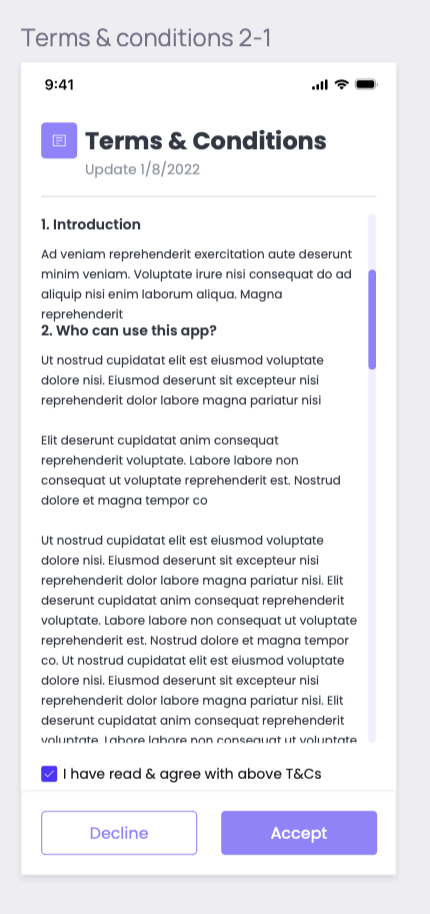 Terms & conditions 2-1
9:41
Terms & Conditions
Update 1/8/2022
1. Introduction
Ad veniam reprehenderit exercitation aute deserunt
minim veniam. Voluptate irure nisi consequat do ad
aliquip nisi enim laborum aliqua. Magna
reprehenderit
2. Who can use this app?
Ut nostrud cupidatat elit est eiusmod voluptate
dolore nisi. Eiusmod deserunt sit excepteur nisi
reprehenderit dolor labore magna pariatur nisi
Elit deserunt cupidatat anim consequat
reprehenderit voluptate. Labore labore non
consequat ut voluptate reprehenderit est. Nostrud
dolore et magna tempor co
Ut nostrud cupidatat elit est eiusmod voluptate
dolore nisi. Eiusmod deserunt sit excepteur nisi
reprehenderit dolor labore magna pariatur nisi. Elit
deserunt cupidatat anim consequat reprehenderit
voluptate. Labore labore non consequat ut voluptate
reprehenderit est. Nostrud dolore et magna tempor
co. Ut nostrud cupidatat elit est eiusmod voluptate
dolore nisi. Eiusmod deserunt sit excepteur nisi
reprehenderit dolor labore magna pariatur nisi. Elit
deserunt cupidatat anim consequat reprehenderit
voluptate. Labore labore non consequat ut voluptate
I have read & agree with above T&Cs
Decline
Accept